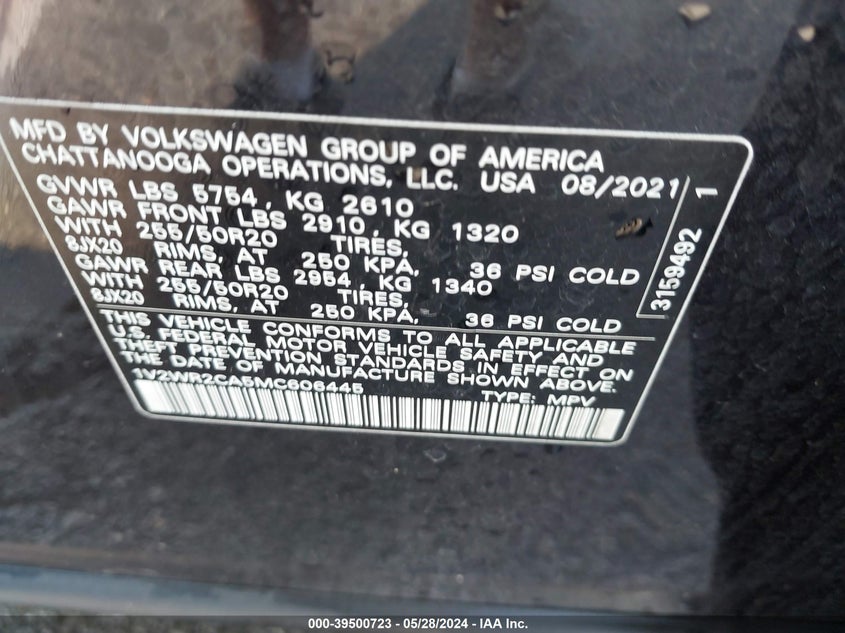 MFD BY VOLKSWAGEN GROUP OF AMERICA
CHATTANOOGA OPERATIONS, LLC. USA 08/2021
GVWR LBS 5754, KG 2610
GAWR FRONT LBS 2910, KG 1320
WITH 255/50R20 TIRES,
8JX20 RIMS, AT 250 KPA, 36 PSI COLD
GAWR REAR LBS 2954, KG 1340
WITH 255/50R20 TIRES,
8JX20 RIMS, AT 250 KPA, 36 PSI COLD
THIS VEHICLE CONFORMS TO ALL APPLICABLE
U.S. FEDERAL MOTOR VEHICLE SAFETY AND
THEFT PREVENTION STANDARDS IN EFFECT ON
THE DATE OF MANUFACTURE SHOWN ABOVE.
1V2WR2CA5MC606445 TYPE: MPV
3159492 1
000-39500723 - 05/28/2024 - IAA Inc.